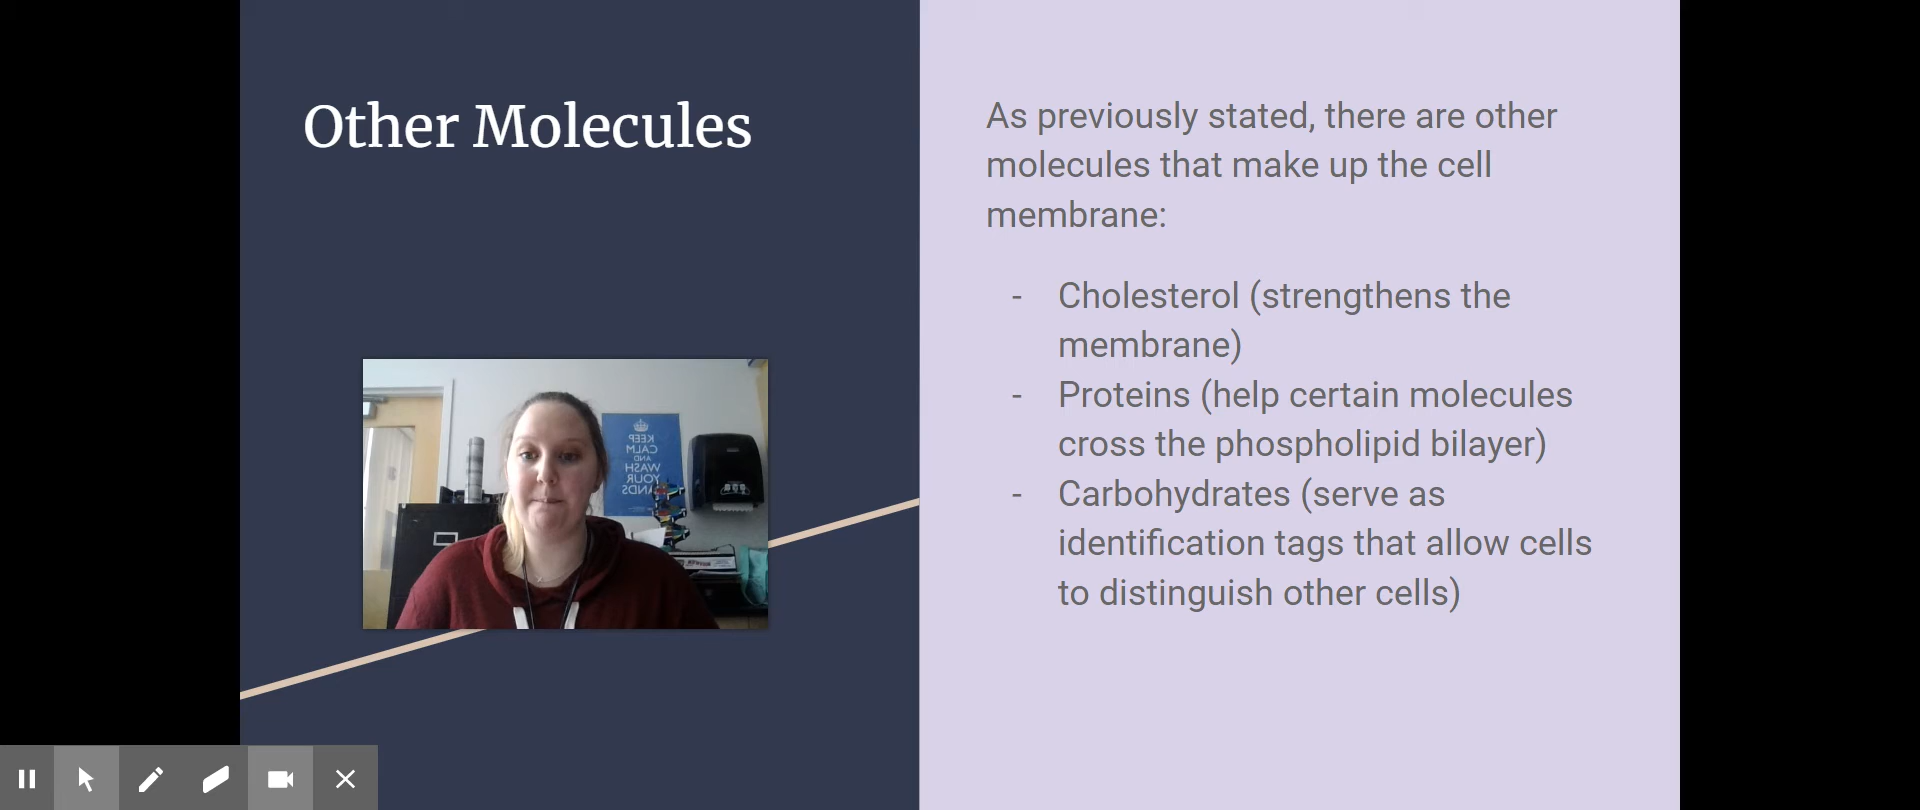 Other Molecules
As previously stated, there are other
molecules that make up the cell
membrane:
- Cholesterol (strengthens the
membrane)
- Proteins (help certain molecules
cross the phospholipid bilayer)
- Carbohydrates (serve as
identification tags that allow cells
to distinguish other cells)
KEEP
CALM
AND
WASH
YOUR
HANDS